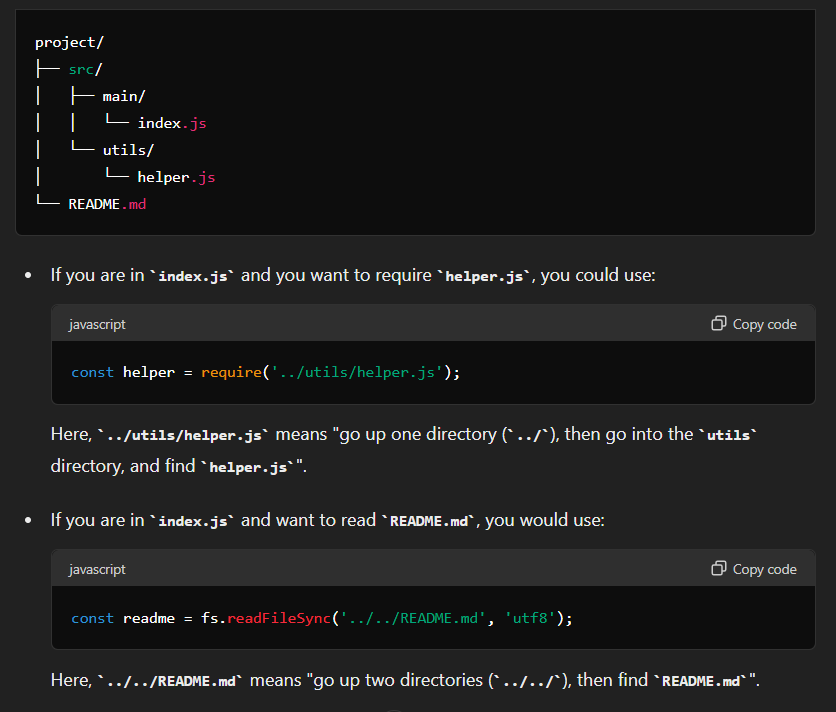 project/
├── src/
│   ├── main/
│   │   └── index.js
│   └── utils/
│       └── helper.js
└── README.md
• If you are in `index.js` and you want to require `helper.js`, you could use:
javascript
Copy code
const helper = require('../utils/helper.js');
Here, `../utils/helper.js` means "go up one directory (`../`), then go into the `utils`
directory, and find `helper.js`".
• If you are in `index.js` and want to read `README.md`, you would use:
javascript
Copy code
const readme = fs.readFileSync('../../README.md', 'utf8');
Here, `../../README.md` means "go up two directories (`../../`), then find `README.md`".